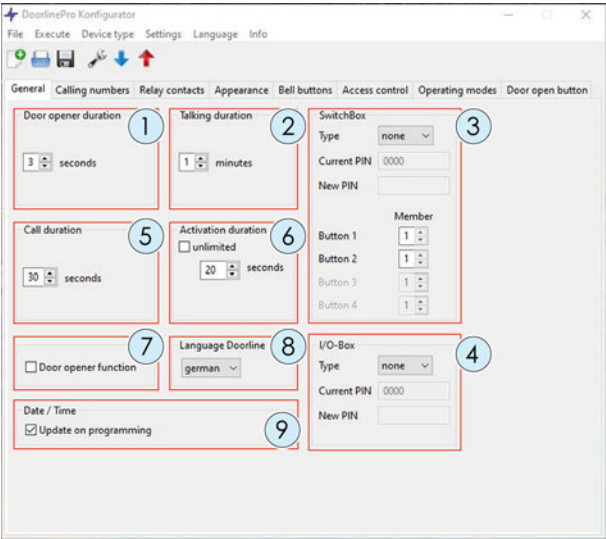 DoorlinePro Konfigurator
File Execute Device type Settings Language Info
General Calling numbers Relay contacts Appearance Bell buttons Access control Operating modes Door open button
Door opener duration
1
3 seconds
Talking duration
2
1 minutes
SwitchBox
3
Type none
Current PIN 0000
New PIN
Member
Button 1 1
Button 2 1
Button 3 1
Button 4 1
Call duration
5
30 seconds
Activation duration
6
unlimited
20 seconds
7
Door opener function
Language Doorline
8
german
I/O-Box
4
Type none
Current PIN 0000
New PIN
Date / Time
Update on programming
9